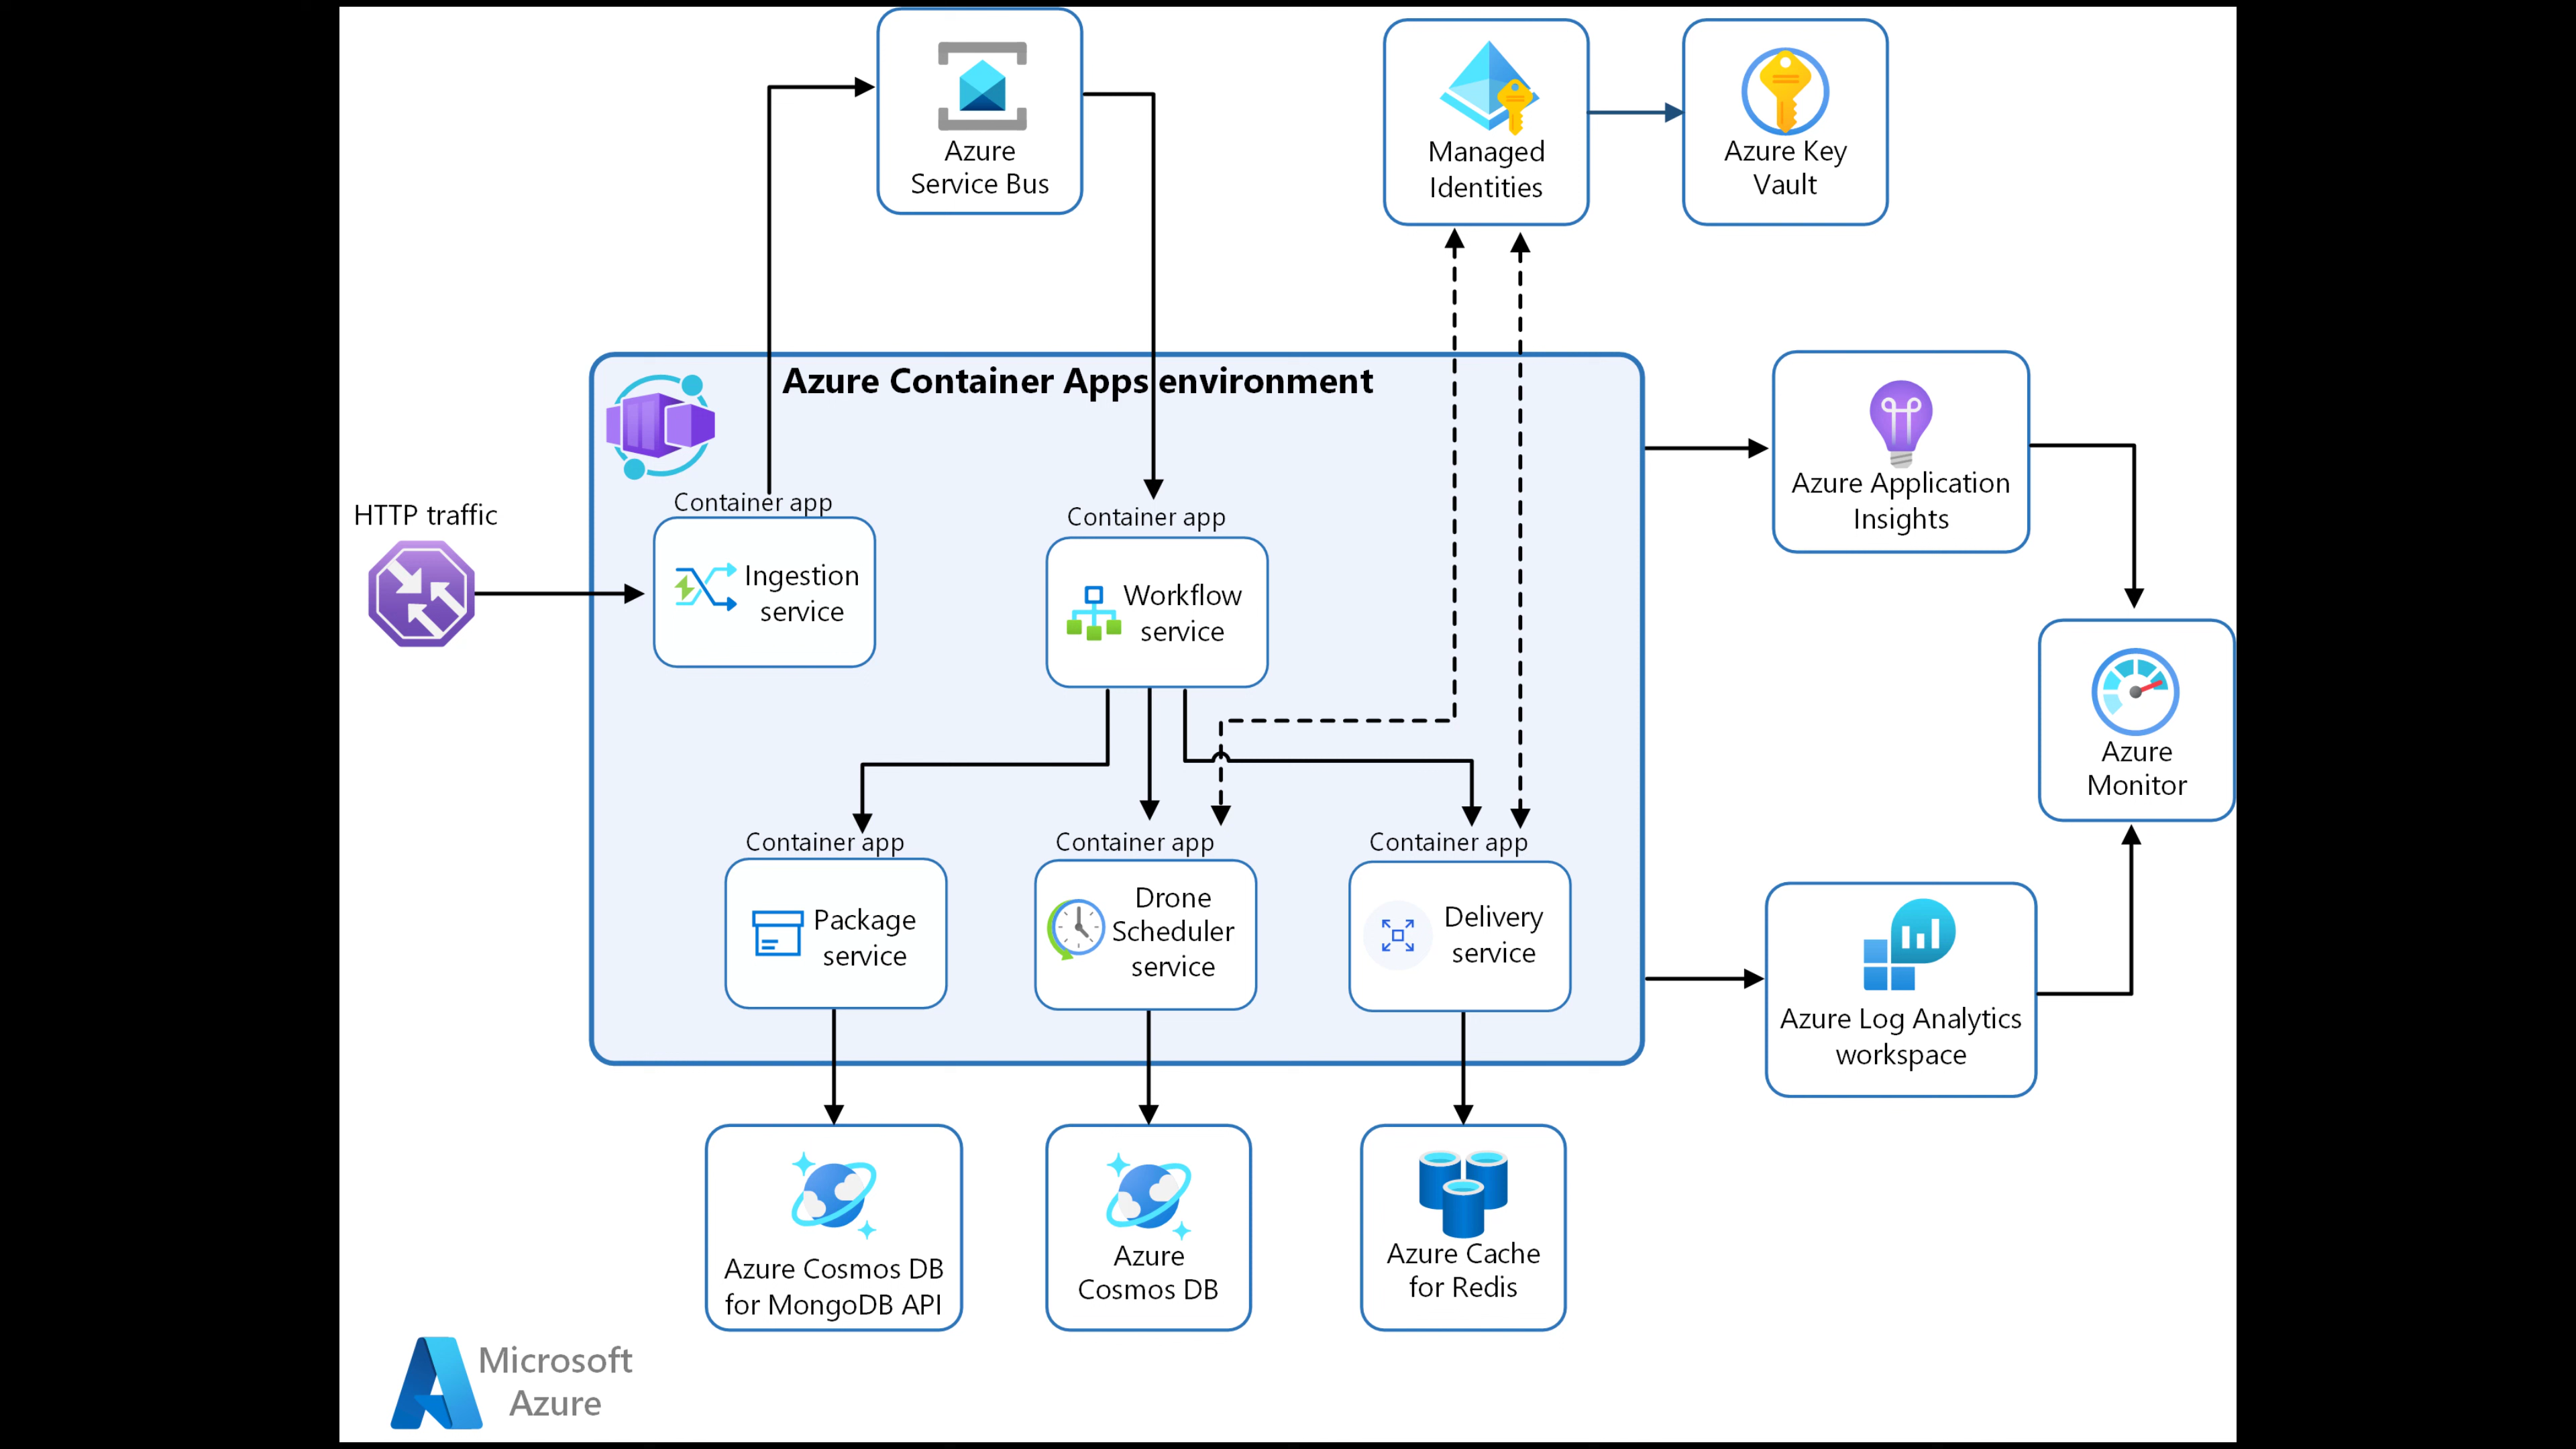 Azure
Service Bus
Managed
Identities
Azure Key
Vault
Azure Container Apps environment
Azure Application
Insights
HTTP traffic
Container app
Ingestion
service
Container app
Workflow
service
Azure
Monitor
Container app
Package
service
Container app
Drone
Scheduler
service
Container app
Delivery
service
Azure Log Analytics
workspace
Azure Cosmos DB
for MongoDB API
Azure
Cosmos DB
Azure Cache
for Redis
Microsoft
Azure